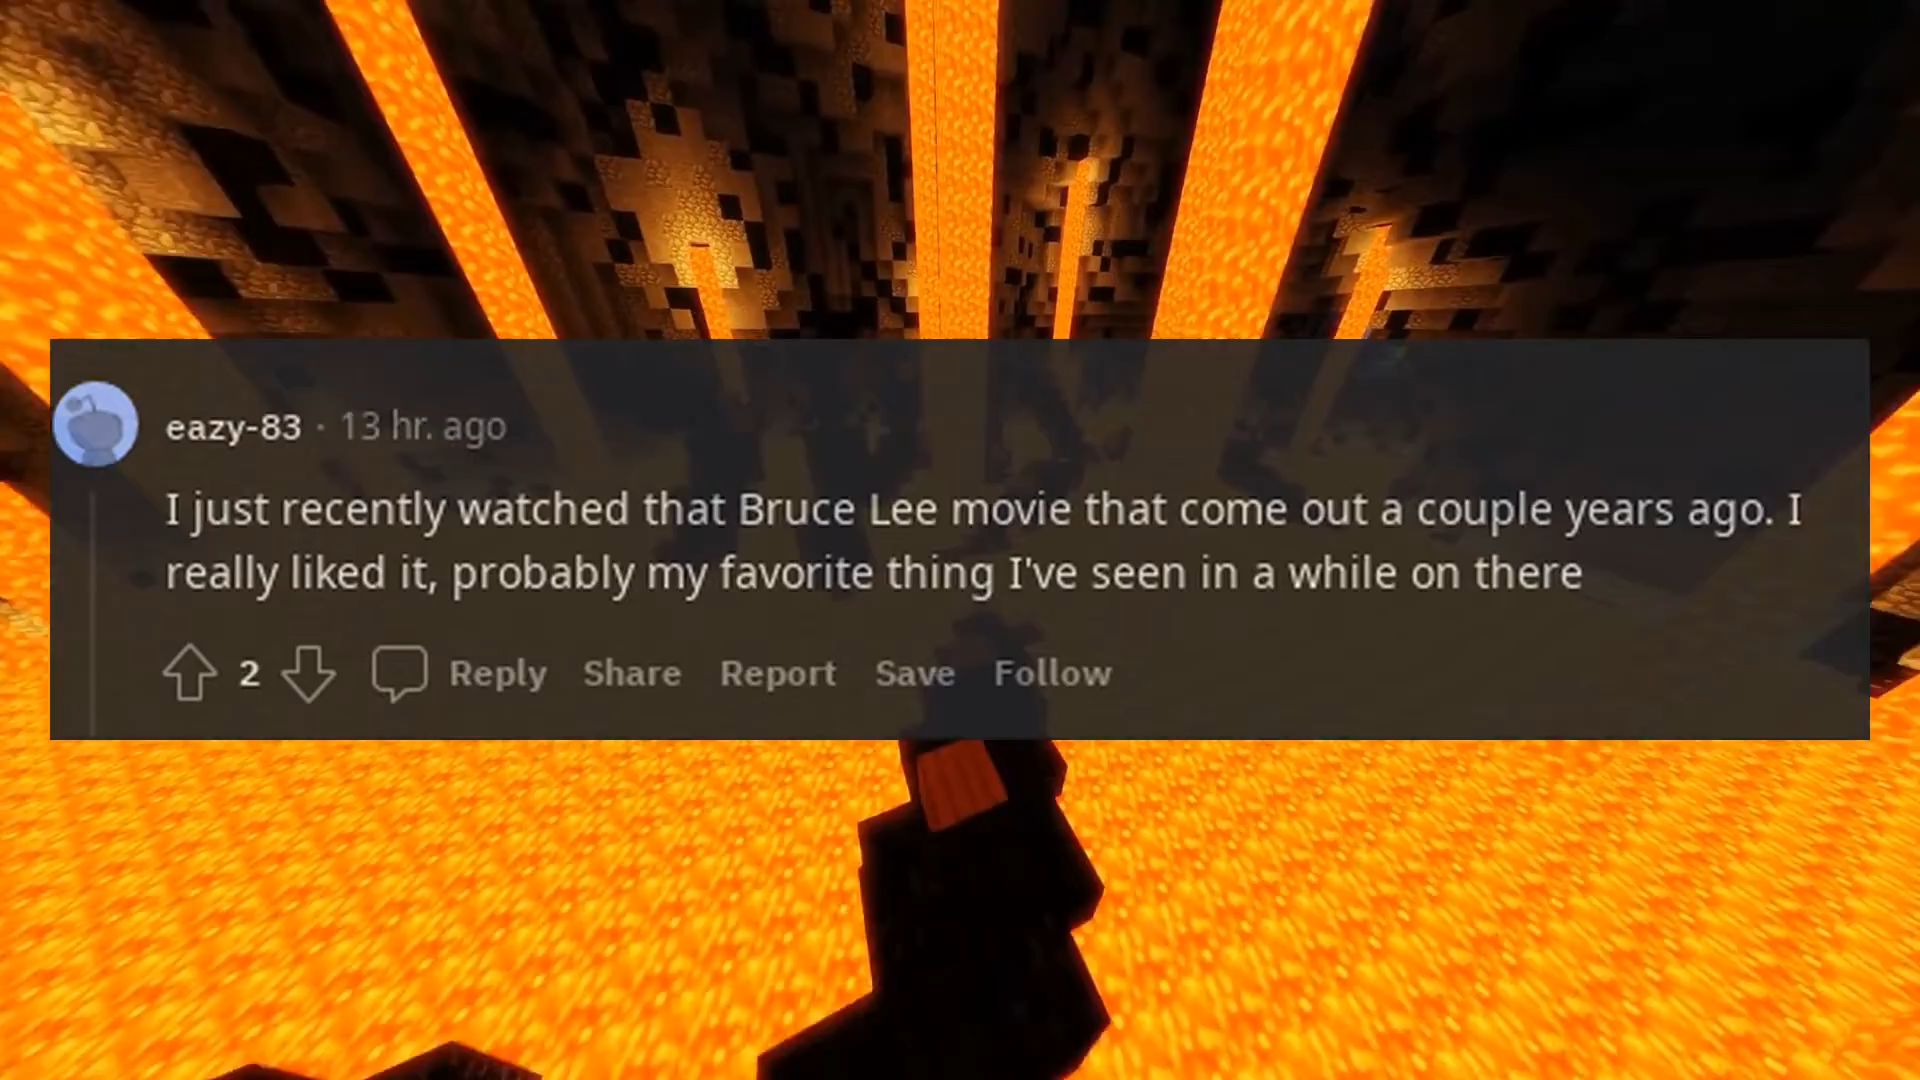 eazy-83 · 13 hr. ago
I just recently watched that Bruce Lee movie that come out a couple years ago. I
really liked it, probably my favorite thing I've seen in a while on there
2 Reply Share Report Save Follow